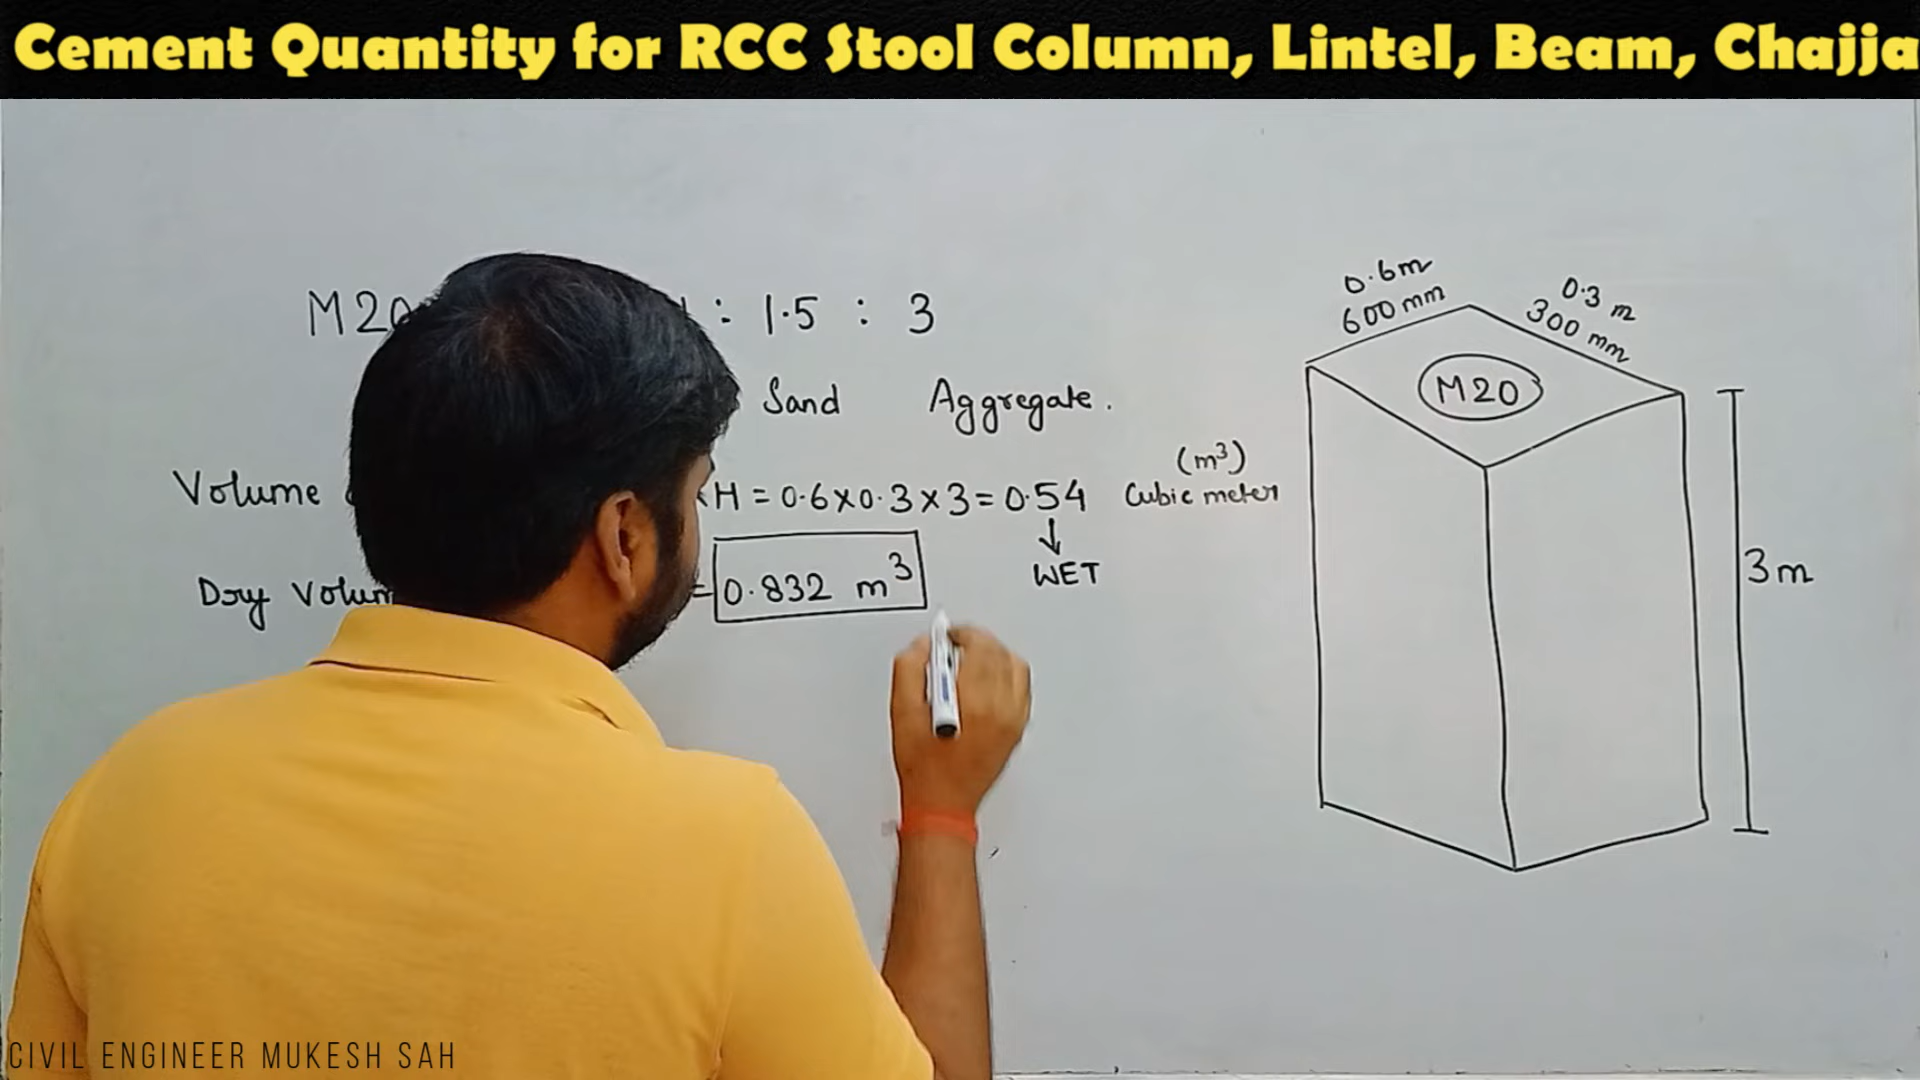 Cement Quantity for RCC Stool Column, Lintel, Beam, Chajja
M20 : 1.5 : 3
Sand Aggregate.
Volume H = 0.6 x 0.3 x 3 = 0.54 Cubic meter
(m³)
WET
Dry Volum = 0.832 m³
0.6m
600 mm
0.3 m
300 mm
M20
3m
CIVIL ENGINEER MUKESH SAH